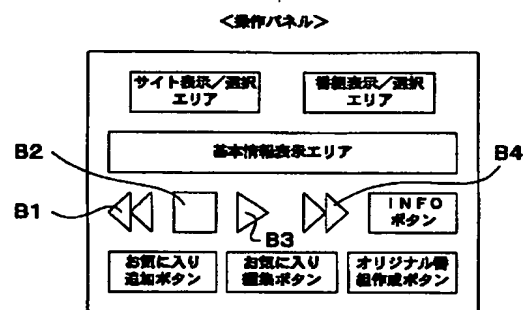 <操作パネル>
サイト表示／選択
エリア
番組表示／選択
エリア
基本情報表示エリア
B2
B4
B1
B3
INFO
ボタン
お気に入り
追加ボタン
お気に入り
編集ボタン
オリジナル番
組作成ボタン